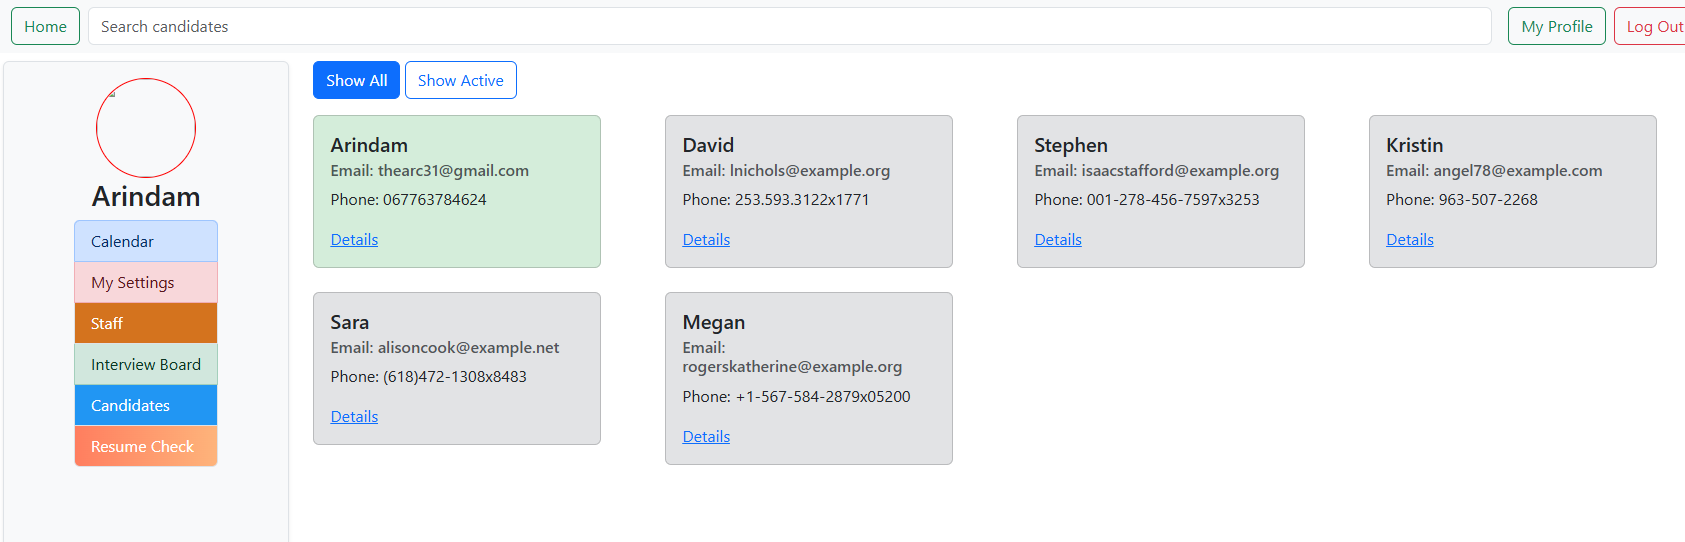 Home
Search candidates
My Profile
Log Out
Arindam
Calendar
My Settings
Staff
Interview Board
Candidates
Resume Check
Show All
Show Active
Arindam
Email: thearc31@gmail.com
Phone: 067763784624
Details
David
Email: lnichols@example.org
Phone: 253.593.3122x1771
Details
Stephen
Email: isaacstafford@example.org
Phone: 001-278-456-7597x3253
Details
Kristin
Email: angel78@example.com
Phone: 963-507-2268
Details
Sara
Email: alisoncook@example.net
Phone: (618)472-1308x8483
Details
Megan
Email:
rogerskatherine@example.org
Phone: +1-567-584-2879x05200
Details